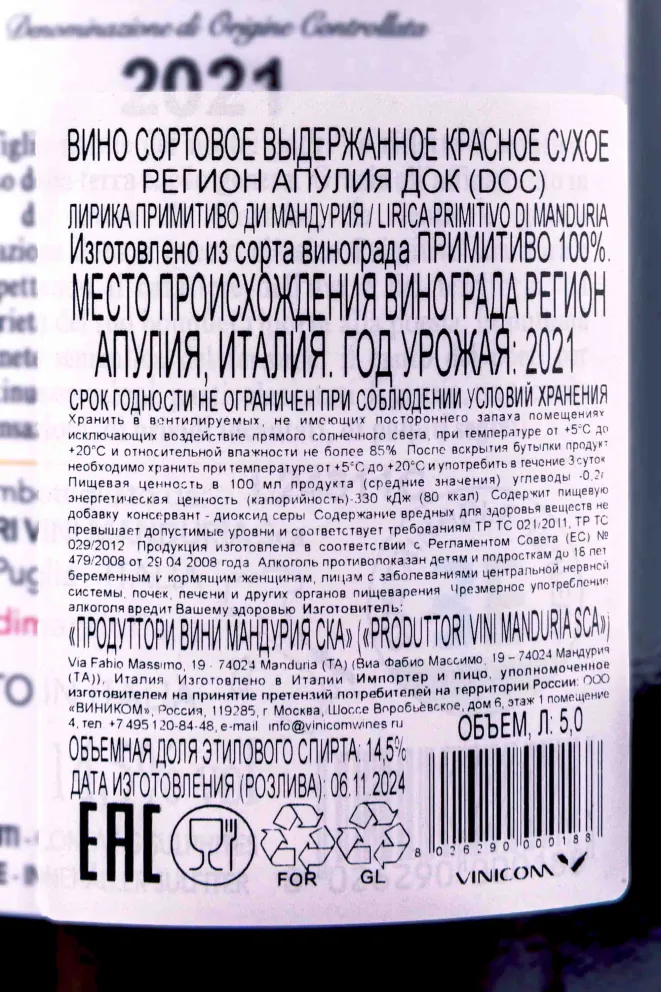 Denominazione di Origine Controllata
2021
ВИНО СОРТОВОЕ ВЫДЕРЖАННОЕ КРАСНОЕ СУХОЕ
РЕГИОН АПУЛИЯ ДОК (DOC)
ЛИРИКА ПРИМИТИВО ДИ МАНДУРИЯ / LIRICA PRIMITIVO DI MANDURIA
Изготовлено из сорта винограда ПРИМИТИВО 100%.
МЕСТО ПРОИСХОЖДЕНИЯ ВИНОГРАДА РЕГИОН
АПУЛИЯ, ИТАЛИЯ. ГОД УРОЖАЯ: 2021
СРОК ГОДНОСТИ НЕ ОГРАНИЧЕН ПРИ СОБЛЮДЕНИИ УСЛОВИЙ ХРАНЕНИЯ
Хранить в вентилируемых, не имеющих постороннего запаха помещениях
исключающих воздействие прямого солнечного света, при температуре от +5°C до
+20°C и относительной влажности не более 85% После вскрытия бутылки продукт
необходимо хранить при температуре от +5°C до +20°C и употребить в течение 3 суток
Пищевая ценность в 100 мл продукта (средние значения) углеводы -0,2г
энергетическая ценность (калорийность)-330 кДж (80 ккал) Содержит пищевую
добавку консервант - диоксид серы Содержание вредных для здоровья веществ не
превышает допустимые уровни и соответствует требованиям ТР ТС 021/2011, ТР ТС
029/2012 Продукция изготовлена в соответствии с Регламентом Совета (ЕС) №
479/2008 от 29 04 2008 года Алкоголь противопоказан детям и подросткам до 18 лет
беременным и кормящим женщинам, лицам с заболеваниями центральной нервной
системы, почек, печени и других органов пищеварения Чрезмерное употребление
алкоголя вредит Вашему здоровью Изготовитель:
«ПРОДУТТОРИ ВИНИ МАНДУРИЯ СКА» («PRODUTTORI VINI MANDURIA SCA»)
Via Fabio Massimo, 19 - 74024 Manduria (TA) (Виа Фабио Массимо, 19 – 74024 Мандурия
(ТА)), Италия Изготовлено в Италии Импортер и лицо, уполномоченное
изготовителем на принятие претензий потребителей на территории России: ООО
«ВИНИКОМ», Россия, 119285, г Москва, Шоссе Воробьёвское, дом 6, этаж 1 помещение
4, тел +7 495 120-84-48, e-mail info@vinicomwines ru
ОБЪЕМ, Л: 5,0
ОБЪЕМНАЯ ДОЛЯ ЭТИЛОВОГО СПИРТА: 14,5%
ДАТА ИЗГОТОВЛЕНИЯ (РОЗЛИВА): 06.11.2024
EAC
FOR
GL
8 026290 000188
VINICOM